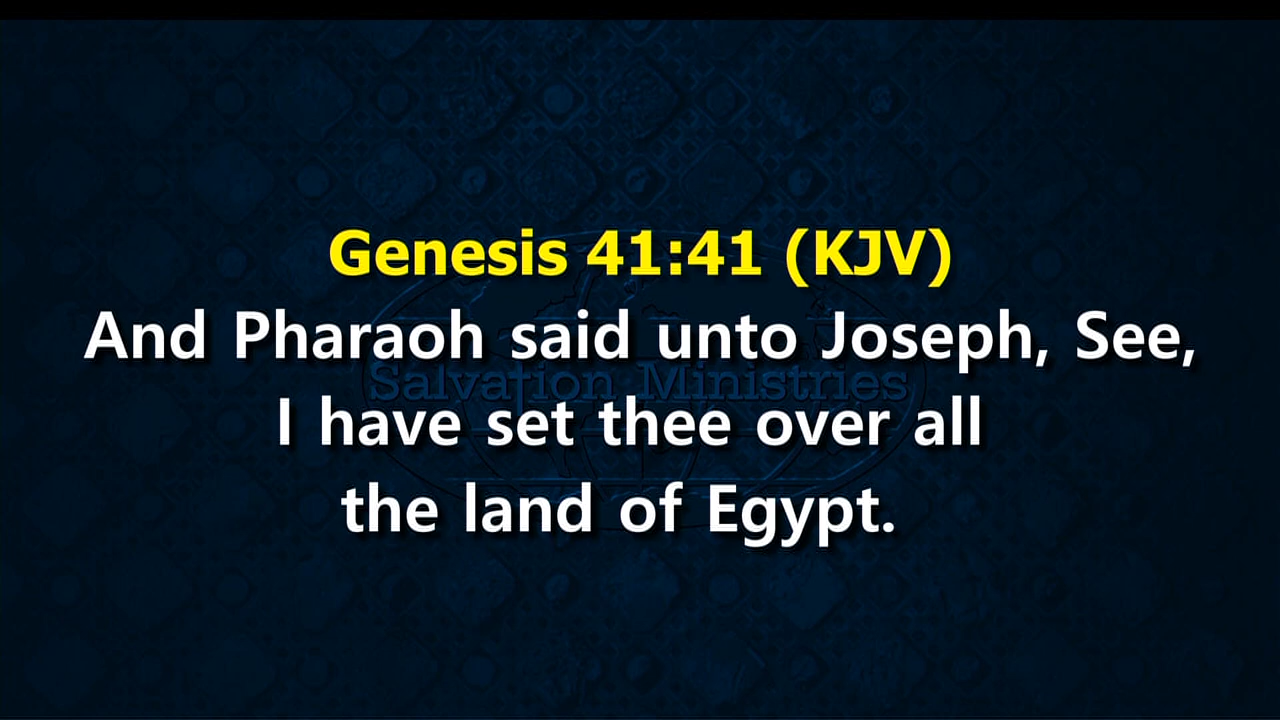 Genesis 41:41 (KJV)
And Pharaoh said unto Joseph, See,
Salvation Ministries
I have set thee over all
the land of Egypt.